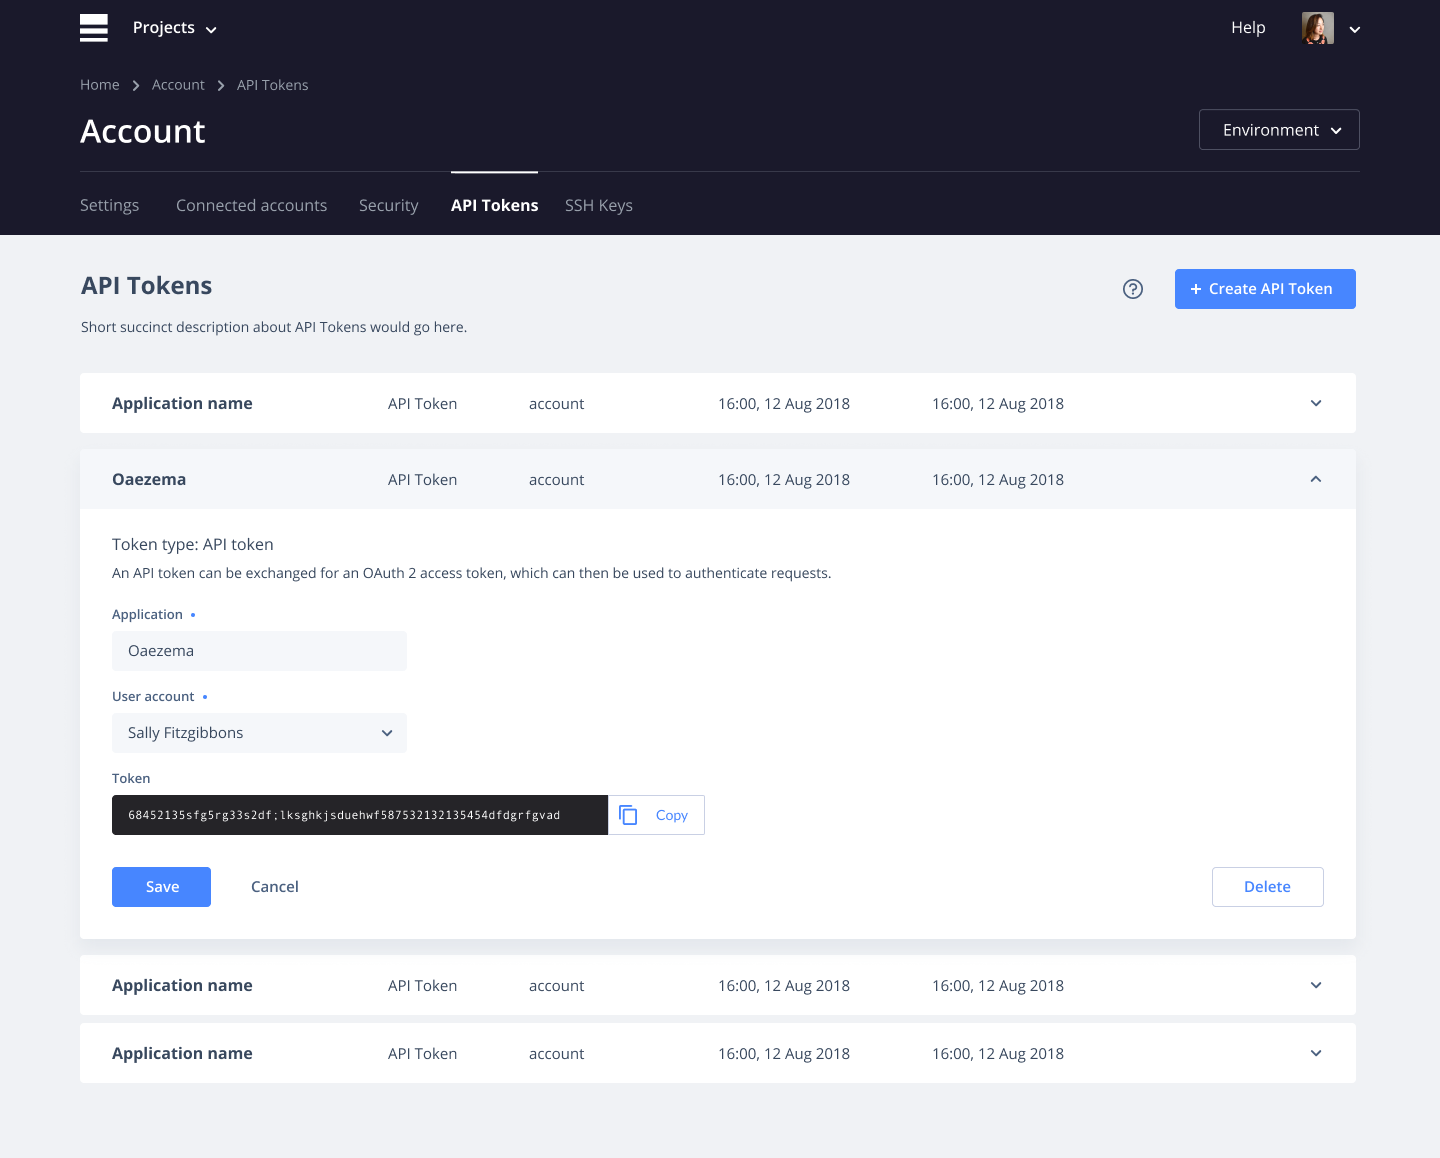 Projects
Help
Home Account API Tokens
Account
Environment
Settings Connected accounts Security API Tokens SSH Keys
API Tokens
+ Create API Token
Short succinct description about API Tokens would go here.
Application name API Token account 16:00, 12 Aug 2018 16:00, 12 Aug 2018
Oaezema API Token account 16:00, 12 Aug 2018 16:00, 12 Aug 2018
Token type: API token
An API token can be exchanged for an OAuth 2 access token, which can then be used to authenticate requests.
Application
Oaezema
User account
Sally Fitzgibbons
Token
68452135sfg5rg33s2df;lksghkjsduehwf587532132135454dfdgrfgvad Copy
Save Cancel Delete
Application name API Token account 16:00, 12 Aug 2018 16:00, 12 Aug 2018
Application name API Token account 16:00, 12 Aug 2018 16:00, 12 Aug 2018